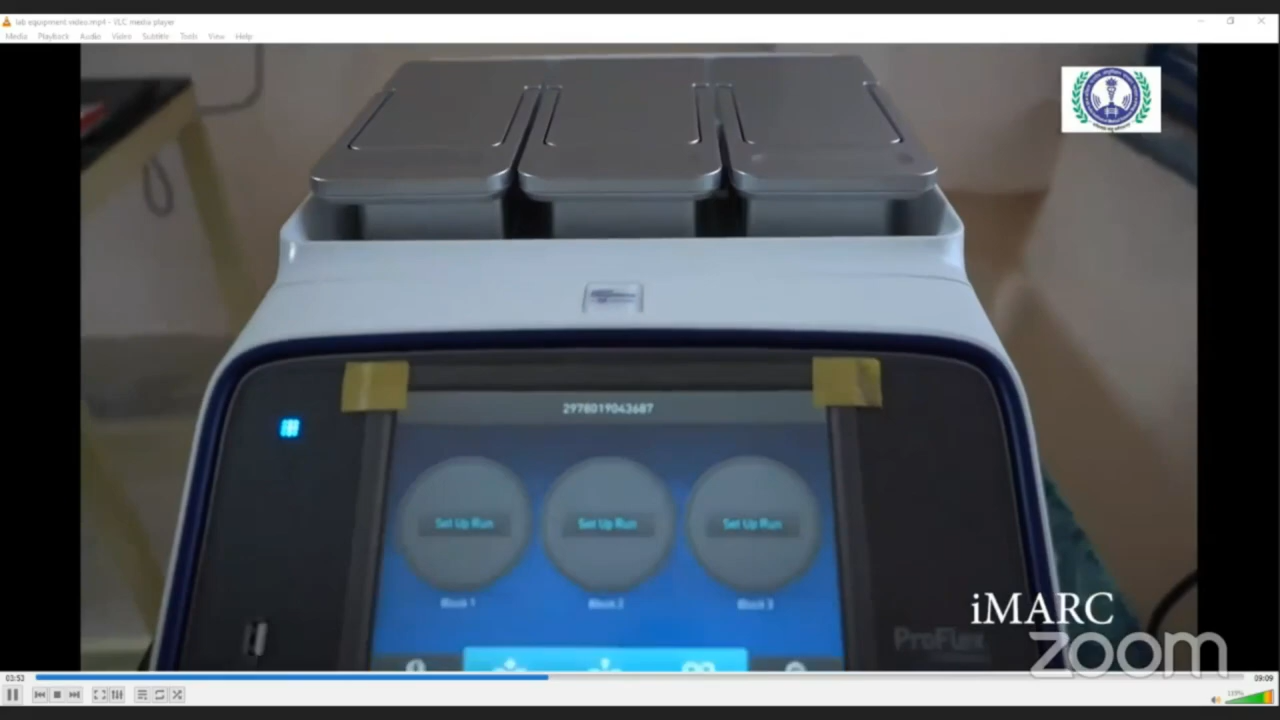 lab equipment video.mp4 - VLC media player
Media Playback Audio Video Subtitle Tools View Help
2978019043687
Set Up Run Set Up Run Set Up Run
Block 1 Block 2 Block 3
iMARC
ProFlex
zoom
03:53
09:09
119%